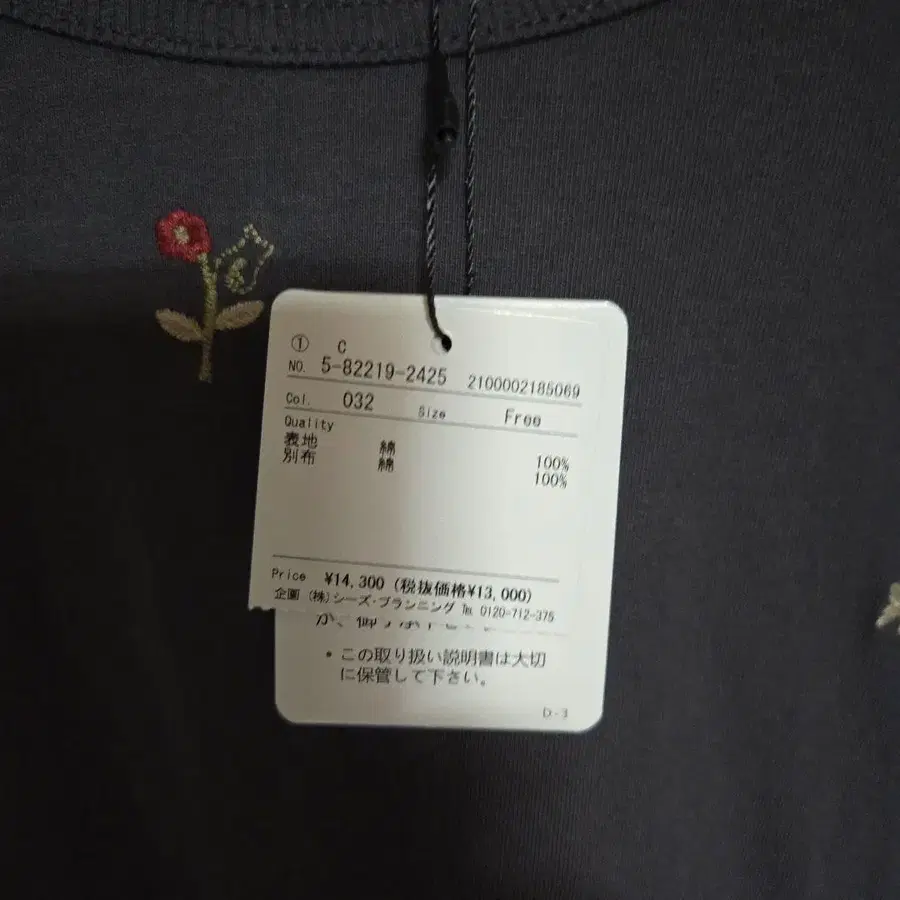 ① C
NO. 5-82219-2425 2100002185069
Col. 032 Size Free
Quality
表地 綿 100%
別布 綿 100%
Price ¥14,300 (税抜価格¥13,000)
企画 (株)シーズ・プランニング ℡ 0120-712-375
• この取り扱い説明書は大切
に保管して下さい。
D-3